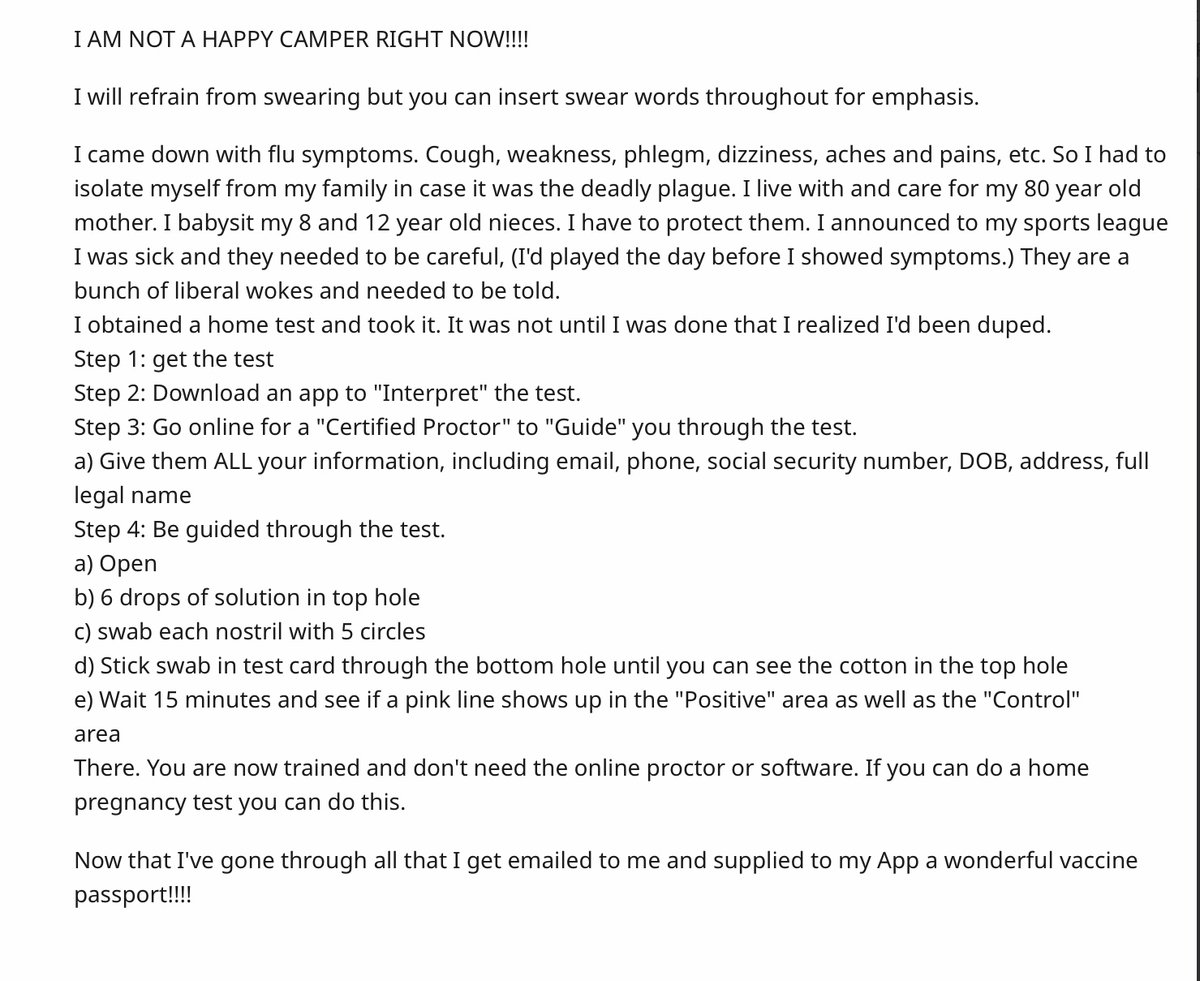 I AM NOT A HAPPY CAMPER RIGHT NOW!!!!
I will refrain from swearing but you can insert swear words throughout for emphasis.
I came down with flu symptoms. Cough, weakness, phlegm, dizziness, aches and pains, etc. So I had to
isolate myself from my family in case it was the deadly plague. I live with and care for my 80 year old
mother. I babysit my 8 and 12 year old nieces. I have to protect them. I announced to my sports league
I was sick and they needed to be careful, (I'd played the day before I showed symptoms.) They are a
bunch of liberal wokes and needed to be told.
I obtained a home test and took it. It was not until I was done that I realized I'd been duped.
Step 1: get the test
Step 2: Download an app to "Interpret" the test.
Step 3: Go online for a "Certified Proctor" to "Guide" you through the test.
a) Give them ALL your information, including email, phone, social security number, DOB, address, full
legal name
Step 4: Be guided through the test.
a) Open
b) 6 drops of solution in top hole
c) swab each nostril with 5 circles
d) Stick swab in test card through the bottom hole until you can see the cotton in the top hole
e) Wait 15 minutes and see if a pink line shows up in the "Positive" area as well as the "Control"
area
There. You are now trained and don't need the online proctor or software. If you can do a home
pregnancy test you can do this.
Now that I've gone through all that I get emailed to me and supplied to my App a wonderful vaccine
passport!!!!